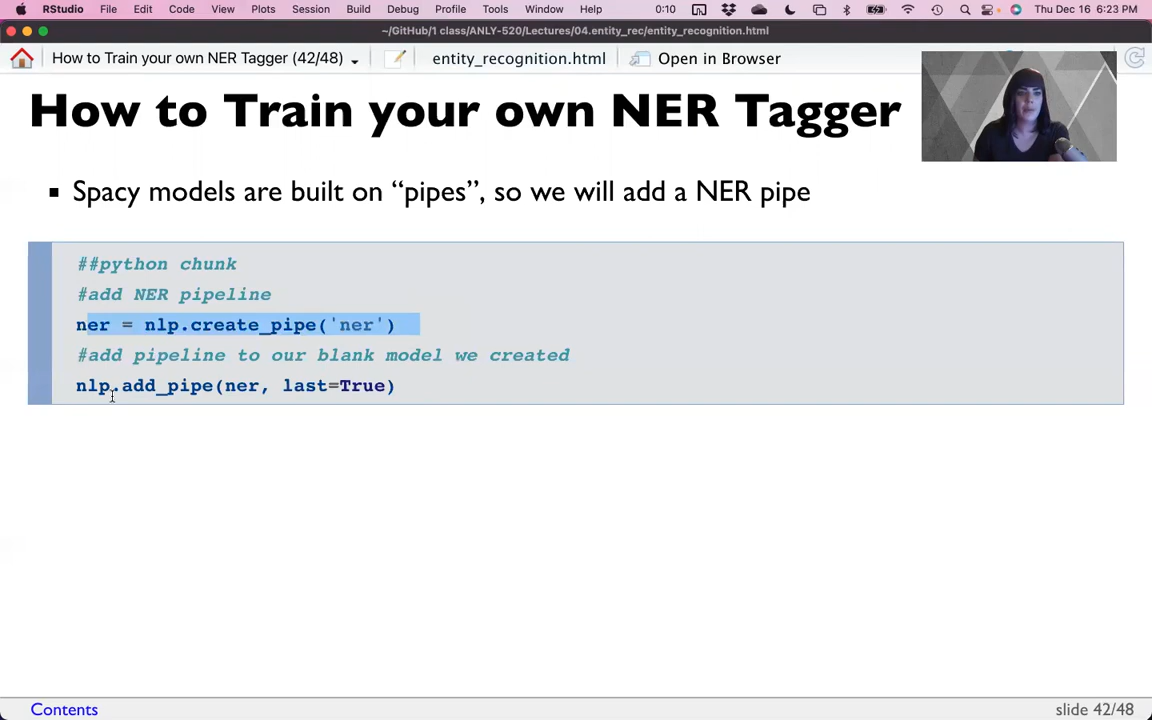 RStudio File Edit Code View Plots Session Build Debug Profile Tools Window Help 0:10 Thu Dec 16 6:23 PM
~/GitHub/1 class/ANLY-520/Lectures/04.entity_rec/entity_recognition.html
How to Train your own NER Tagger (42/48) entity_recognition.html Open in Browser
How to Train your own NER Tagger
Spacy models are built on “pipes”, so we will add a NER pipe
##python chunk
#add NER pipeline
ner = nlp.create_pipe('ner')
#add pipeline to our blank model we created
nlp.add_pipe(ner, last=True)
Contents slide 42/48